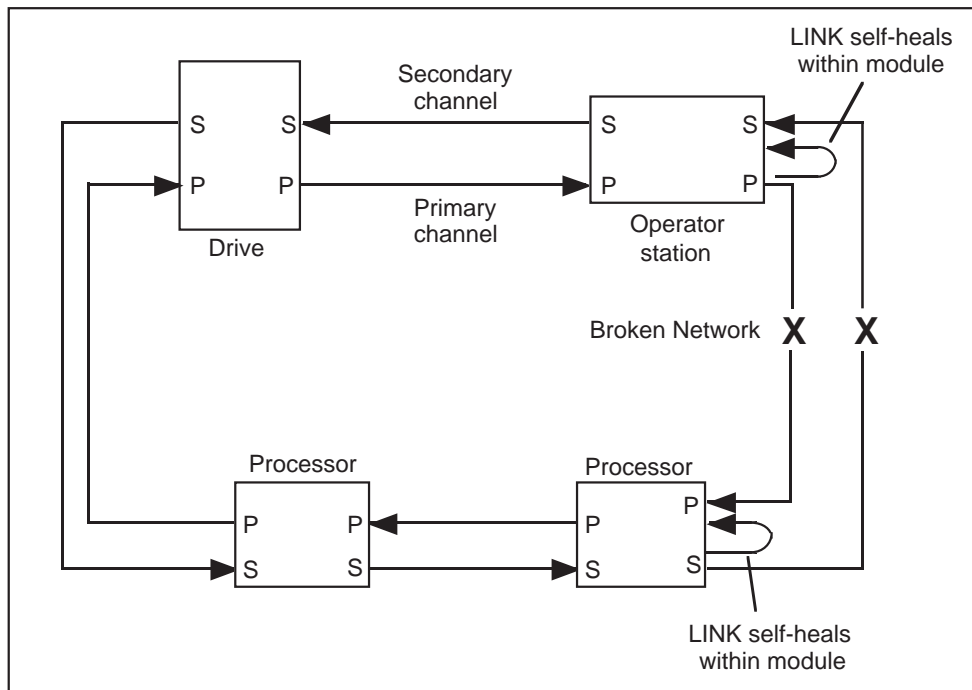 LINK self-heals
within module
Secondary
channel
S
S
S
S
P
P
P
P
Primary
channel
Drive
Operator
station
Broken Network
X
X
Processor
Processor
P
P
P
P
S
S
S
S
LINK self-heals
within module